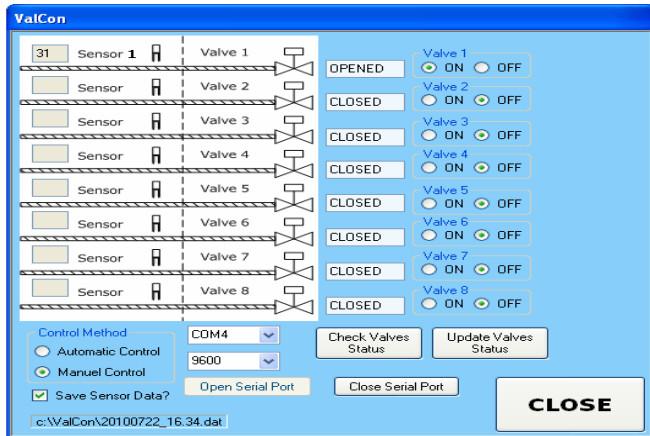 ValCon
31 Sensor 1 Valve 1 OPENED Valve 1 ON OFF
Sensor Valve 2 CLOSED Valve 2 ON OFF
Sensor Valve 3 CLOSED Valve 3 ON OFF
Sensor Valve 4 CLOSED Valve 4 ON OFF
Sensor Valve 5 CLOSED Valve 5 ON OFF
Sensor Valve 6 CLOSED Valve 6 ON OFF
Sensor Valve 7 CLOSED Valve 7 ON OFF
Sensor Valve 8 CLOSED Valve 8 ON OFF
Control Method
Automatic Control
Manuel Control
Save Sensor Data?
c:\ValCon\20100722_16.34.dat
COM4
9600
Open Serial Port
Check Valves
Status
Update Valves
Status
Close Serial Port
CLOSE